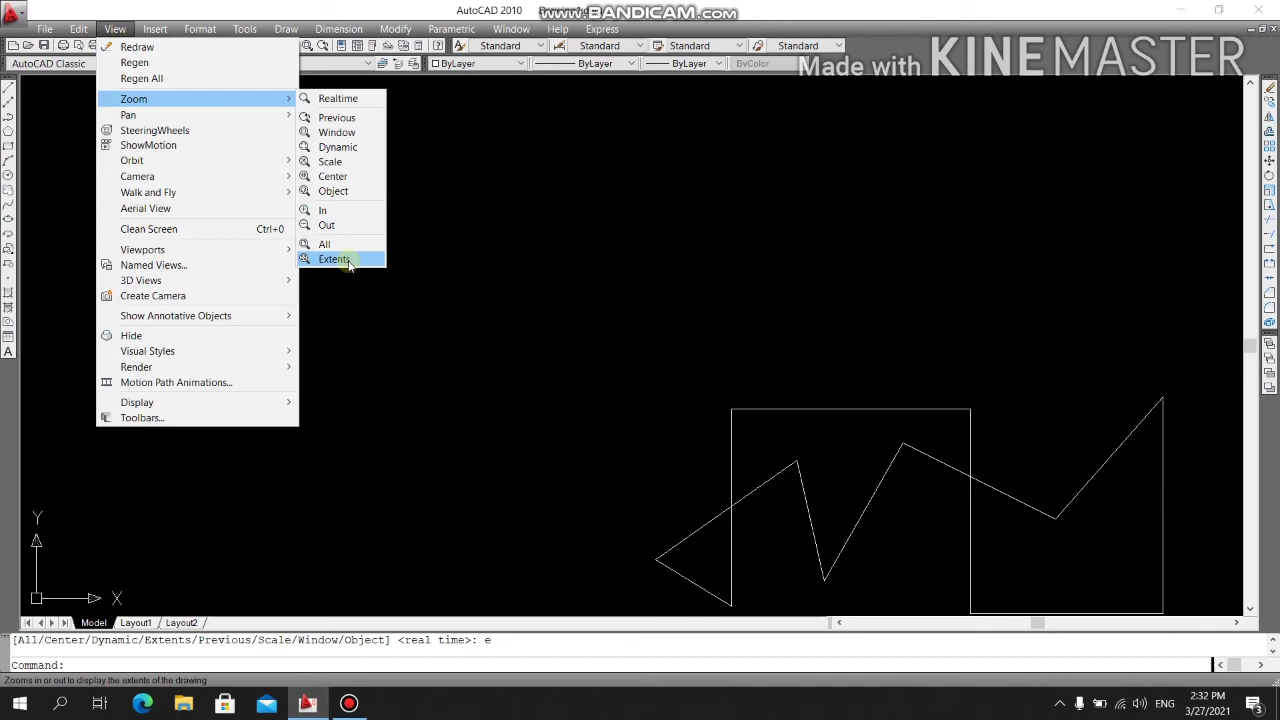 AutoCAD 2010
www.BANDICAM.com
File Edit View Insert Format Tools Draw Dimension Modify Parametric Window Help Express
Standard Standard Standard Standard
AutoCAD Classic
ByLayer ByLayer ByLayer ByColor
Made with KINEMASTER
Redraw
Regen
Regen All
Zoom
Pan
SteeringWheels
ShowMotion
Orbit
Camera
Walk and Fly
Aerial View
Clean Screen Ctrl+0
Viewports
Named Views...
3D Views
Create Camera
Show Annotative Objects
Hide
Visual Styles
Render
Motion Path Animations...
Display
Toolbars...
Realtime
Previous
Window
Dynamic
Scale
Center
Object
In
Out
All
Extents
Y
X
A
Model Layout1 Layout2
[All/Center/Dynamic/Extents/Previous/Scale/Window/Object] <real time>: e
Command:
Zooms in or out to display the extents of the drawing
ENG
2:32 PM
3/27/2021
3